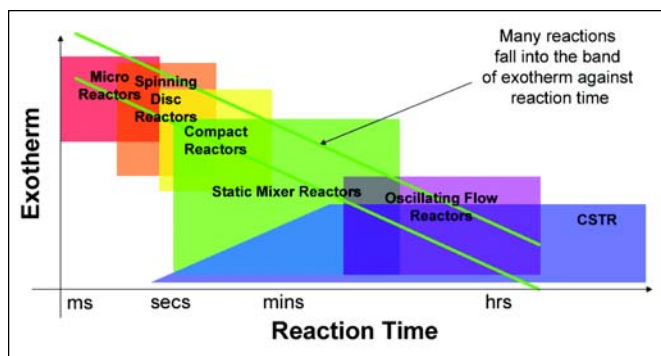 Many reactions
fall into the band
of exotherm against
reaction time
Micro
Reactors
Spinning
Disc
Reactors
Compact
Reactors
Static Mixer Reactors
Oscillating Flow
Reactors
CSTR
Exotherm
ms
secs
mins
hrs
Reaction Time